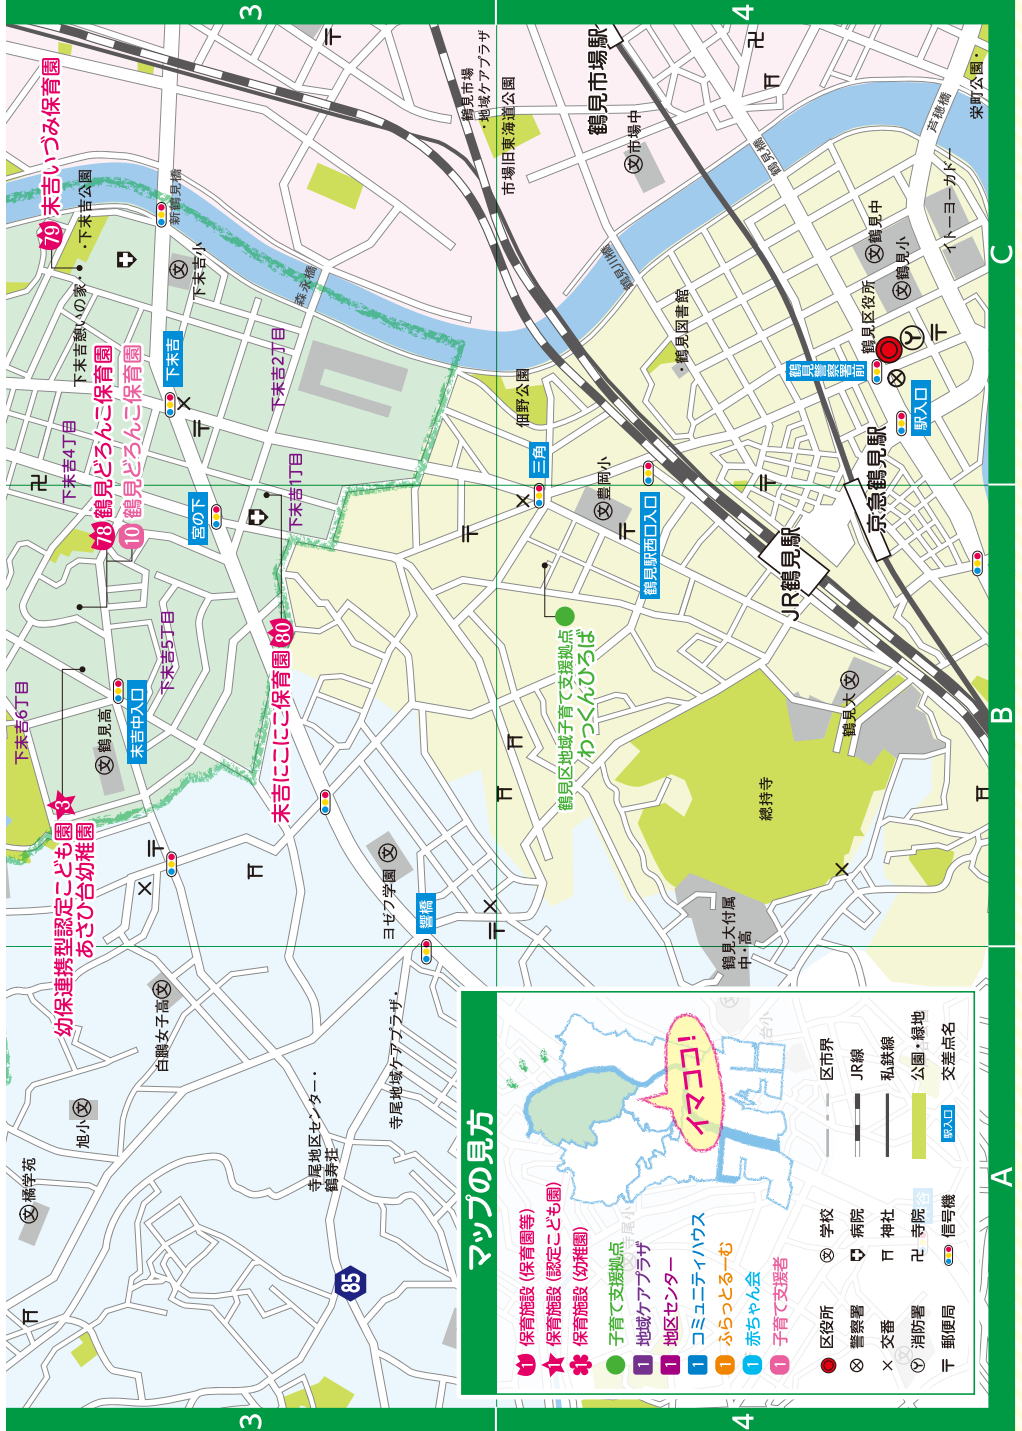 3
4
C
B
A
3
4
79 末吉いづみ保育園
・下末吉公園
下末吉憩いの家・
新鶴見橋
下末吉小
森永橋
下末吉
78 鶴見どろんこ保育園
10 鶴見どろんこ保育園
下末吉4丁目
下末吉2丁目
下末吉1丁目
宮の下
下末吉5丁目
下末吉6丁目
鶴見高
末吉中入口
末吉にこにこ保育園 80
3
幼保連携型認定こども園
あさひ台幼稚園
ヨゼフ学園
響橋
白鵬女子高
旭小
橘学苑
寺尾地区センター・
鶴寿荘
寺尾地域ケアプラザ・
85
鶴見市場
・地域ケアプラザ
市場旧東海道公園
鶴見市場駅
市場中
鶴見橋
芦穂橋
栄町公園・
イトーヨーカドー
鶴見中
鶴見小
鶴見区役所
鶴見川橋
・鶴見図書館
鶴見
警察署前
駅入口
佃野公園
三角
豊岡小
鶴見駅西口入口
京急鶴見駅
JR鶴見駅
鶴見区地域子育て支援拠点
わっくんひろば
鶴見大
總持寺
鶴見大付属
中・高
マップの見方
イマココ!
1 保育施設(保育園等)
1 保育施設(認定こども園)
1 保育施設(幼稚園)
子育て支援拠点
1 地域ケアプラザ
1 地区センター
1 コミュニティハウス
1 ふらっとるーむ
1 赤ちゃん会
1 子育て支援者
区役所
警察署
交番
消防署
郵便局
学校
病院
神社
寺院
信号機
区市界
JR線
私鉄線
公園・緑地
駅入口 交差点名